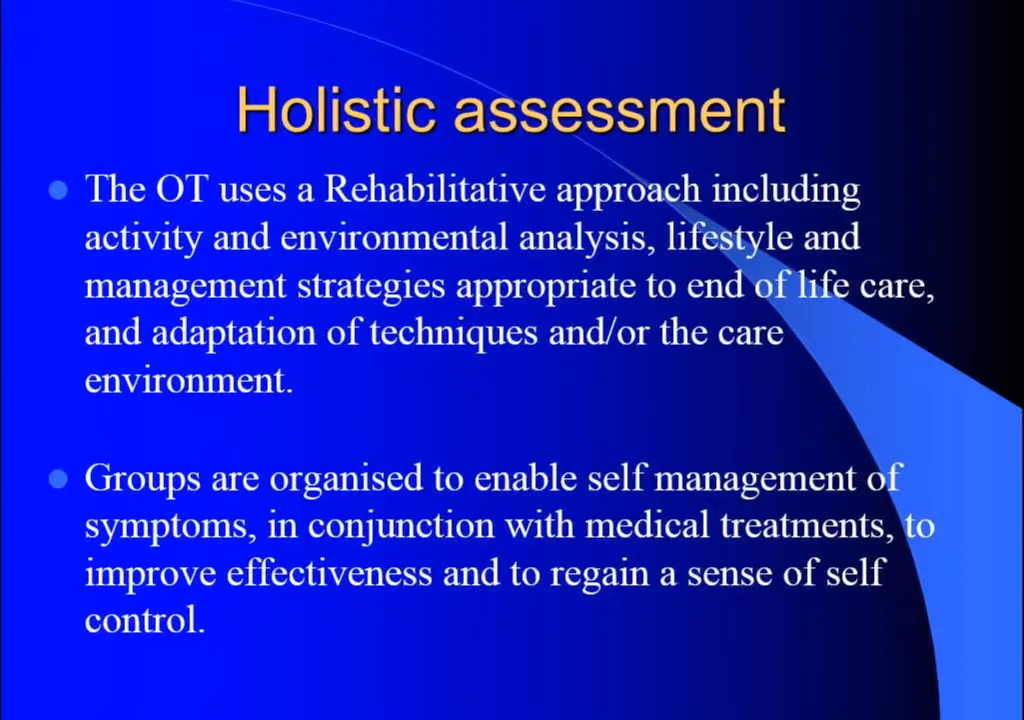 Holistic assessment
The OT uses a Rehabilitative approach including
activity and environmental analysis, lifestyle and
management strategies appropriate to end of life care,
and adaptation of techniques and/or the care
environment.
Groups are organised to enable self management of
symptoms, in conjunction with medical treatments, to
improve effectiveness and to regain a sense of self
control.